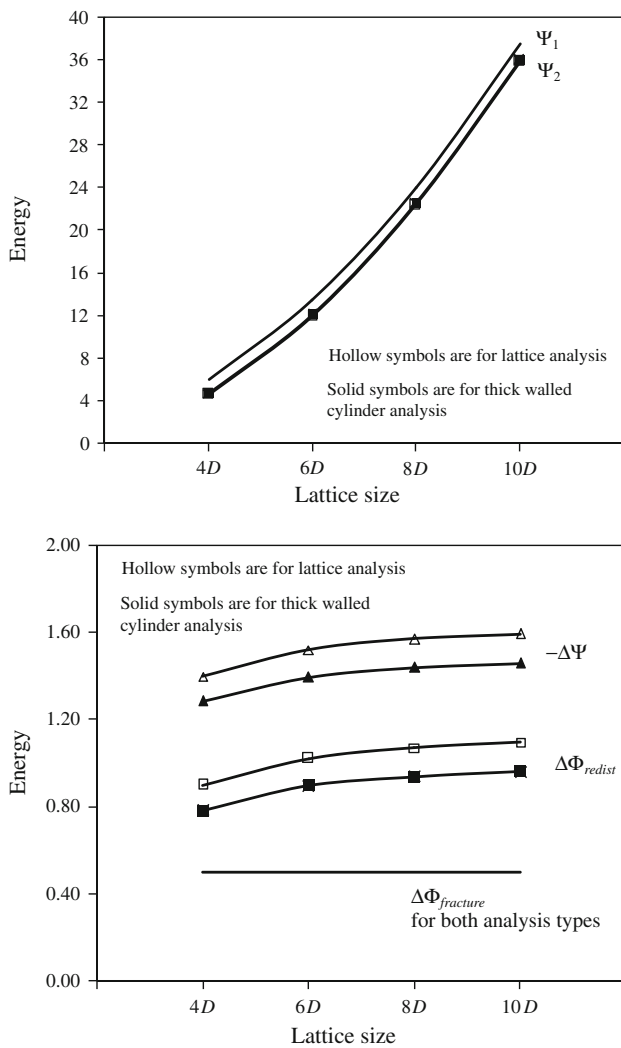 40
36
32
28
24
20
16
12
8
4
0
Energy
Ψ1
Ψ2
Hollow symbols are for lattice analysis
Solid symbols are for thick walled
cylinder analysis
4D
6D
8D
10D
Lattice size
2.00
1.60
1.20
0.80
0.40
0.00
Energy
Hollow symbols are for lattice analysis
Solid symbols are for thick walled
cylinder analysis
−ΔΨ
ΔΦredist
ΔΦfracture
for both analysis types
4D
6D
8D
10D
Lattice size